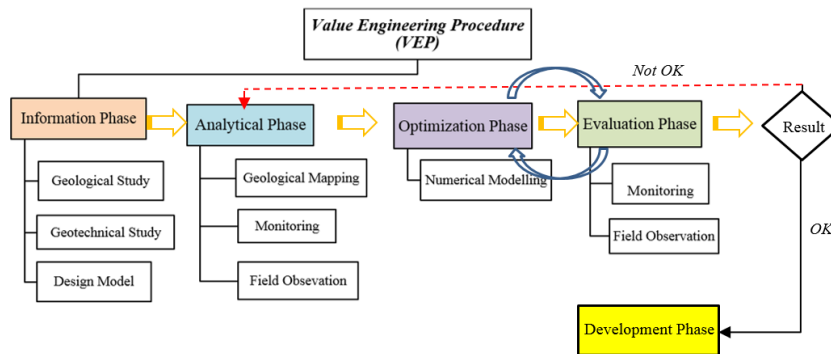 Value Engineering Procedure
(VEP)
Not OK
Information Phase
Analytical Phase
Optimization Phase
Evaluation Phase
Result
Geological Study
Geological Mapping
Numerical Modelling
Monitoring
Geotechnical Study
Monitoring
Field Observation
OK
Design Model
Field Obsevation
Development Phase